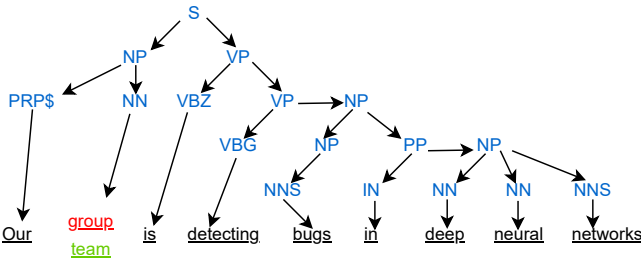 S
NP VP
PRP$ NN VBZ VP NP
VBG NP PP NP
NNS IN NN NN NNS
group
Our is detecting bugs in deep neural networks
team